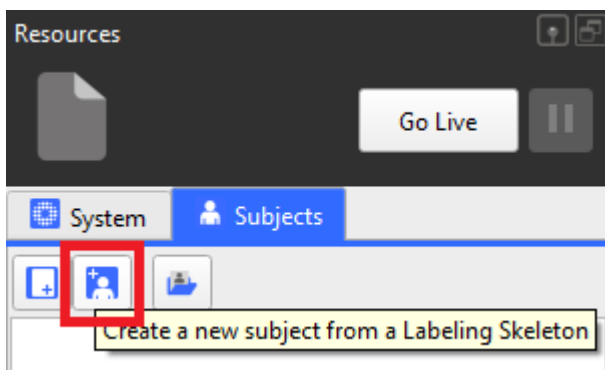 Resources
Go Live
System
Subjects
Create a new subject from a Labeling Skeleton